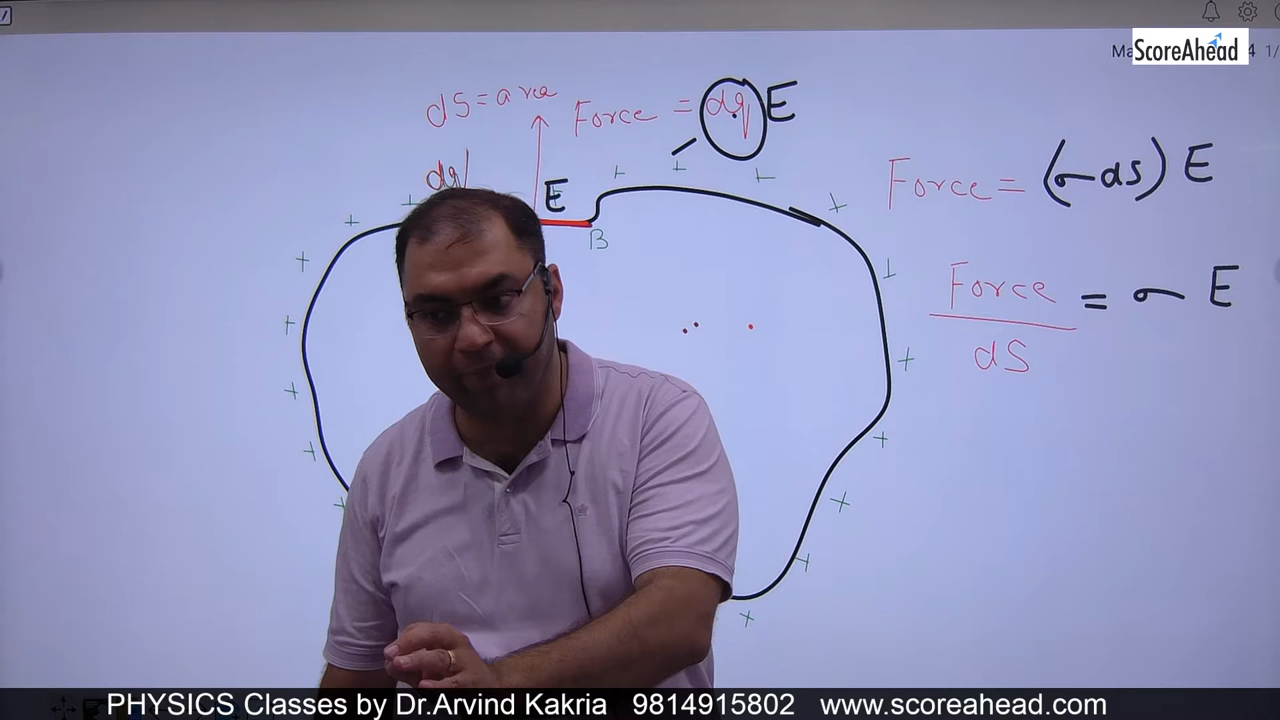 ScoreAhead
dS = area
Force = dq E
dq
E
B
Force = (σ dS) E
Force / dS = σ E
PHYSICS Classes by Dr.Arvind Kakria 9814915802 www.scoreahead.com